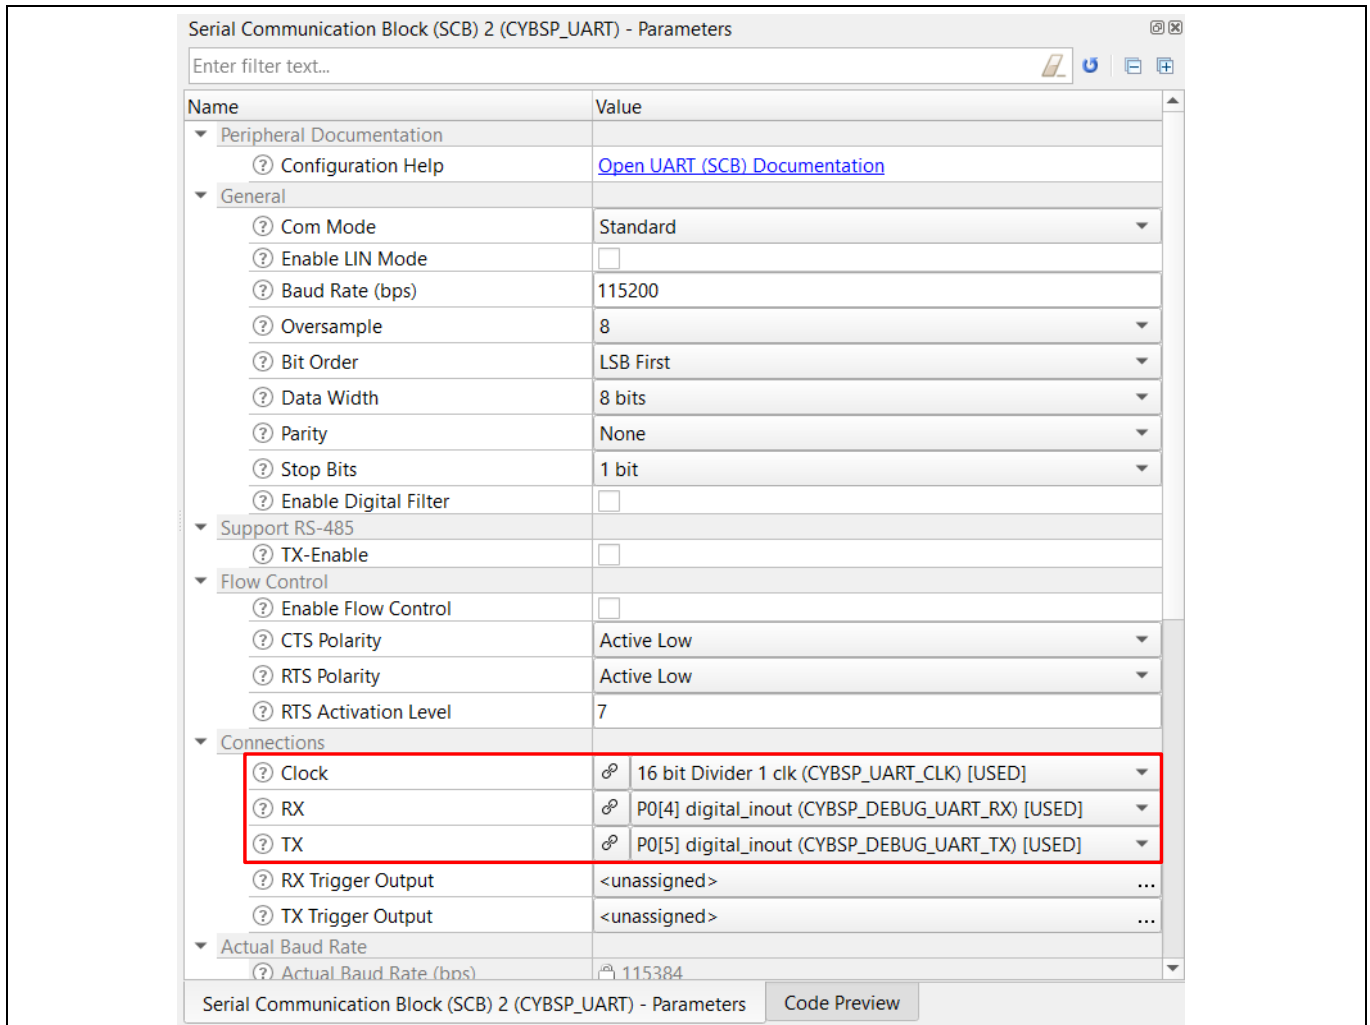 Serial Communication Block (SCB) 2 (CYBSP_UART) - Parameters
Enter filter text...
Name Value
Peripheral Documentation
Configuration Help Open UART (SCB) Documentation
General
Com Mode Standard
Enable LIN Mode
Baud Rate (bps) 115200
Oversample 8
Bit Order LSB First
Data Width 8 bits
Parity None
Stop Bits 1 bit
Enable Digital Filter
Support RS-485
TX-Enable
Flow Control
Enable Flow Control
CTS Polarity Active Low
RTS Polarity Active Low
RTS Activation Level 7
Connections
Clock 16 bit Divider 1 clk (CYBSP_UART_CLK) [USED]
RX P0[4] digital_inout (CYBSP_DEBUG_UART_RX) [USED]
TX P0[5] digital_inout (CYBSP_DEBUG_UART_TX) [USED]
RX Trigger Output <unassigned> ...
TX Trigger Output <unassigned> ...
Actual Baud Rate
Actual Baud Rate (bps) 115384
Serial Communication Block (SCB) 2 (CYBSP_UART) - Parameters Code Preview